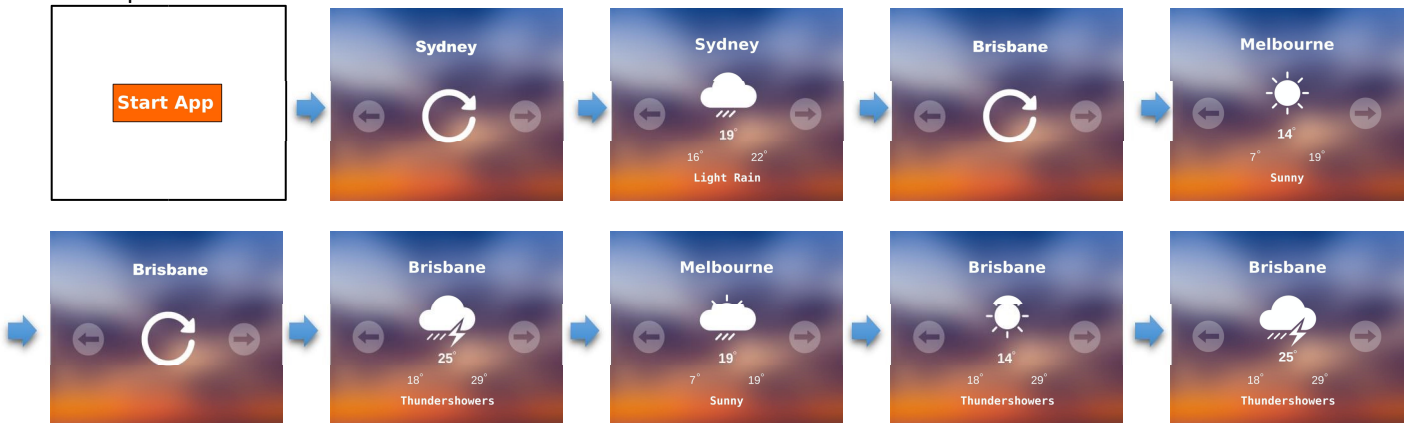 Start App
Sydney
Sydney
19°
16° 22°
Light Rain
Brisbane
Melbourne
14°
7° 19°
Sunny
Brisbane
Brisbane
25°
18° 29°
Thundershowers
Melbourne
19°
7° 19°
Sunny
Brisbane
14°
18° 29°
Thundershowers
Brisbane
25°
18° 29°
Thundershowers